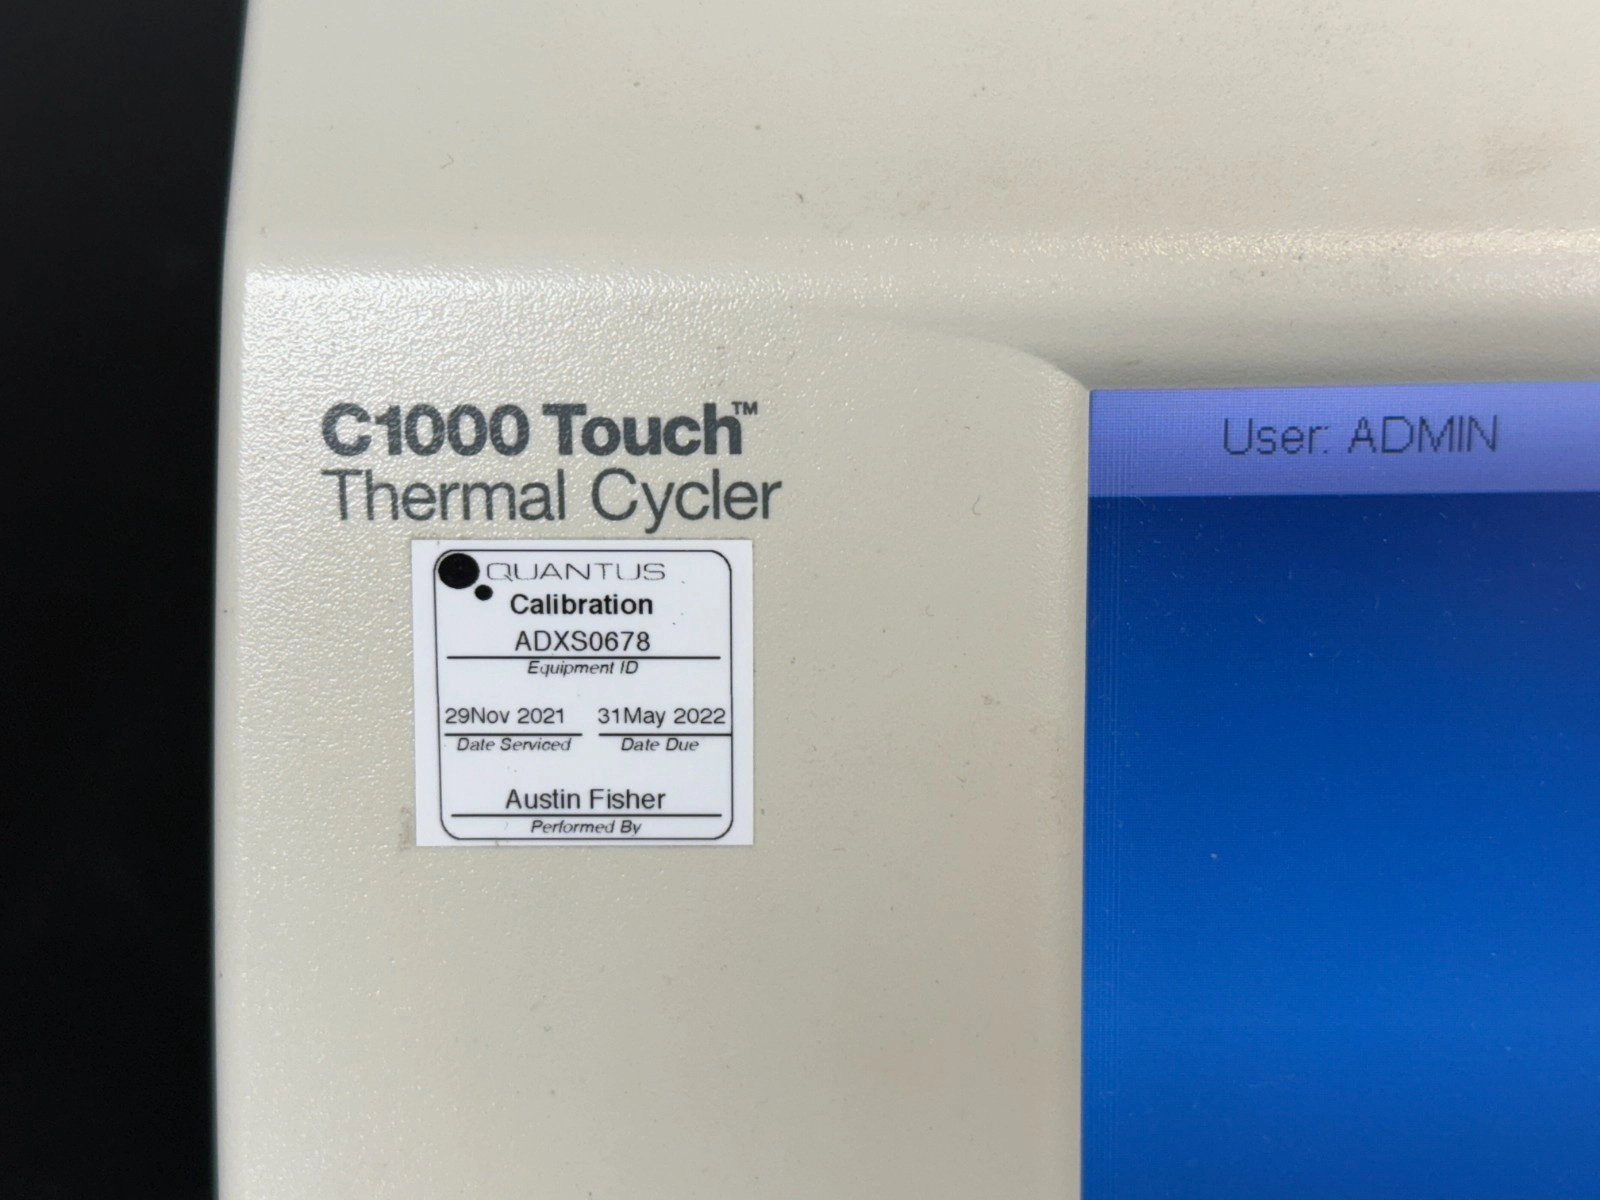 C1000 Touch™
Thermal Cycler
User: ADMIN
QUANTUS
Calibration
ADXS0678
Equipment ID
29Nov 2021 31May 2022
Date Serviced Date Due
Austin Fisher
Performed By